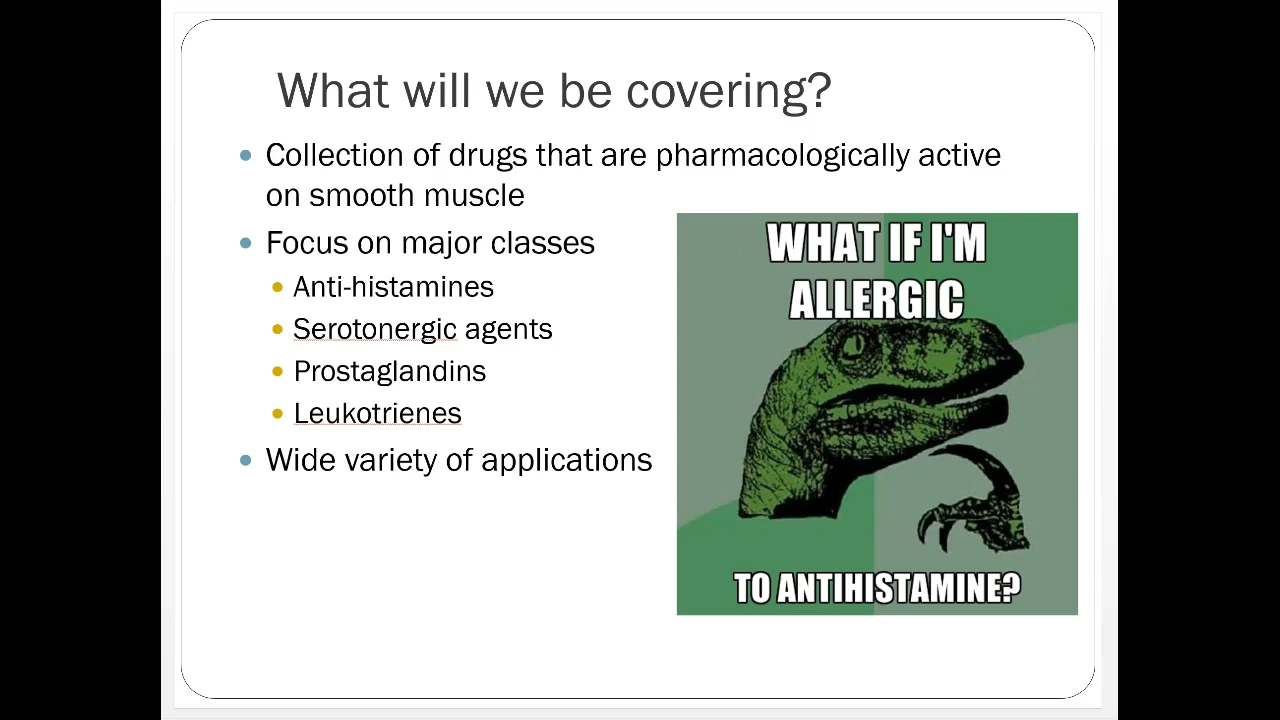 What will we be covering?
Collection of drugs that are pharmacologically active
on smooth muscle
Focus on major classes
Anti-histamines
Serotonergic agents
Prostaglandins
Leukotrienes
Wide variety of applications
WHAT IF I'M
ALLERGIC
TO ANTIHISTAMINE?